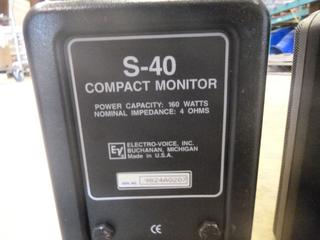 S-40
COMPACT MONITOR
POWER CAPACITY: 160 WATTS
NOMINAL IMPEDANCE: 4 OHMS
EV
ELECTRO-VOICE, INC.
BUCHANAN, MICHIGAN
Made in U.S.A.
CE